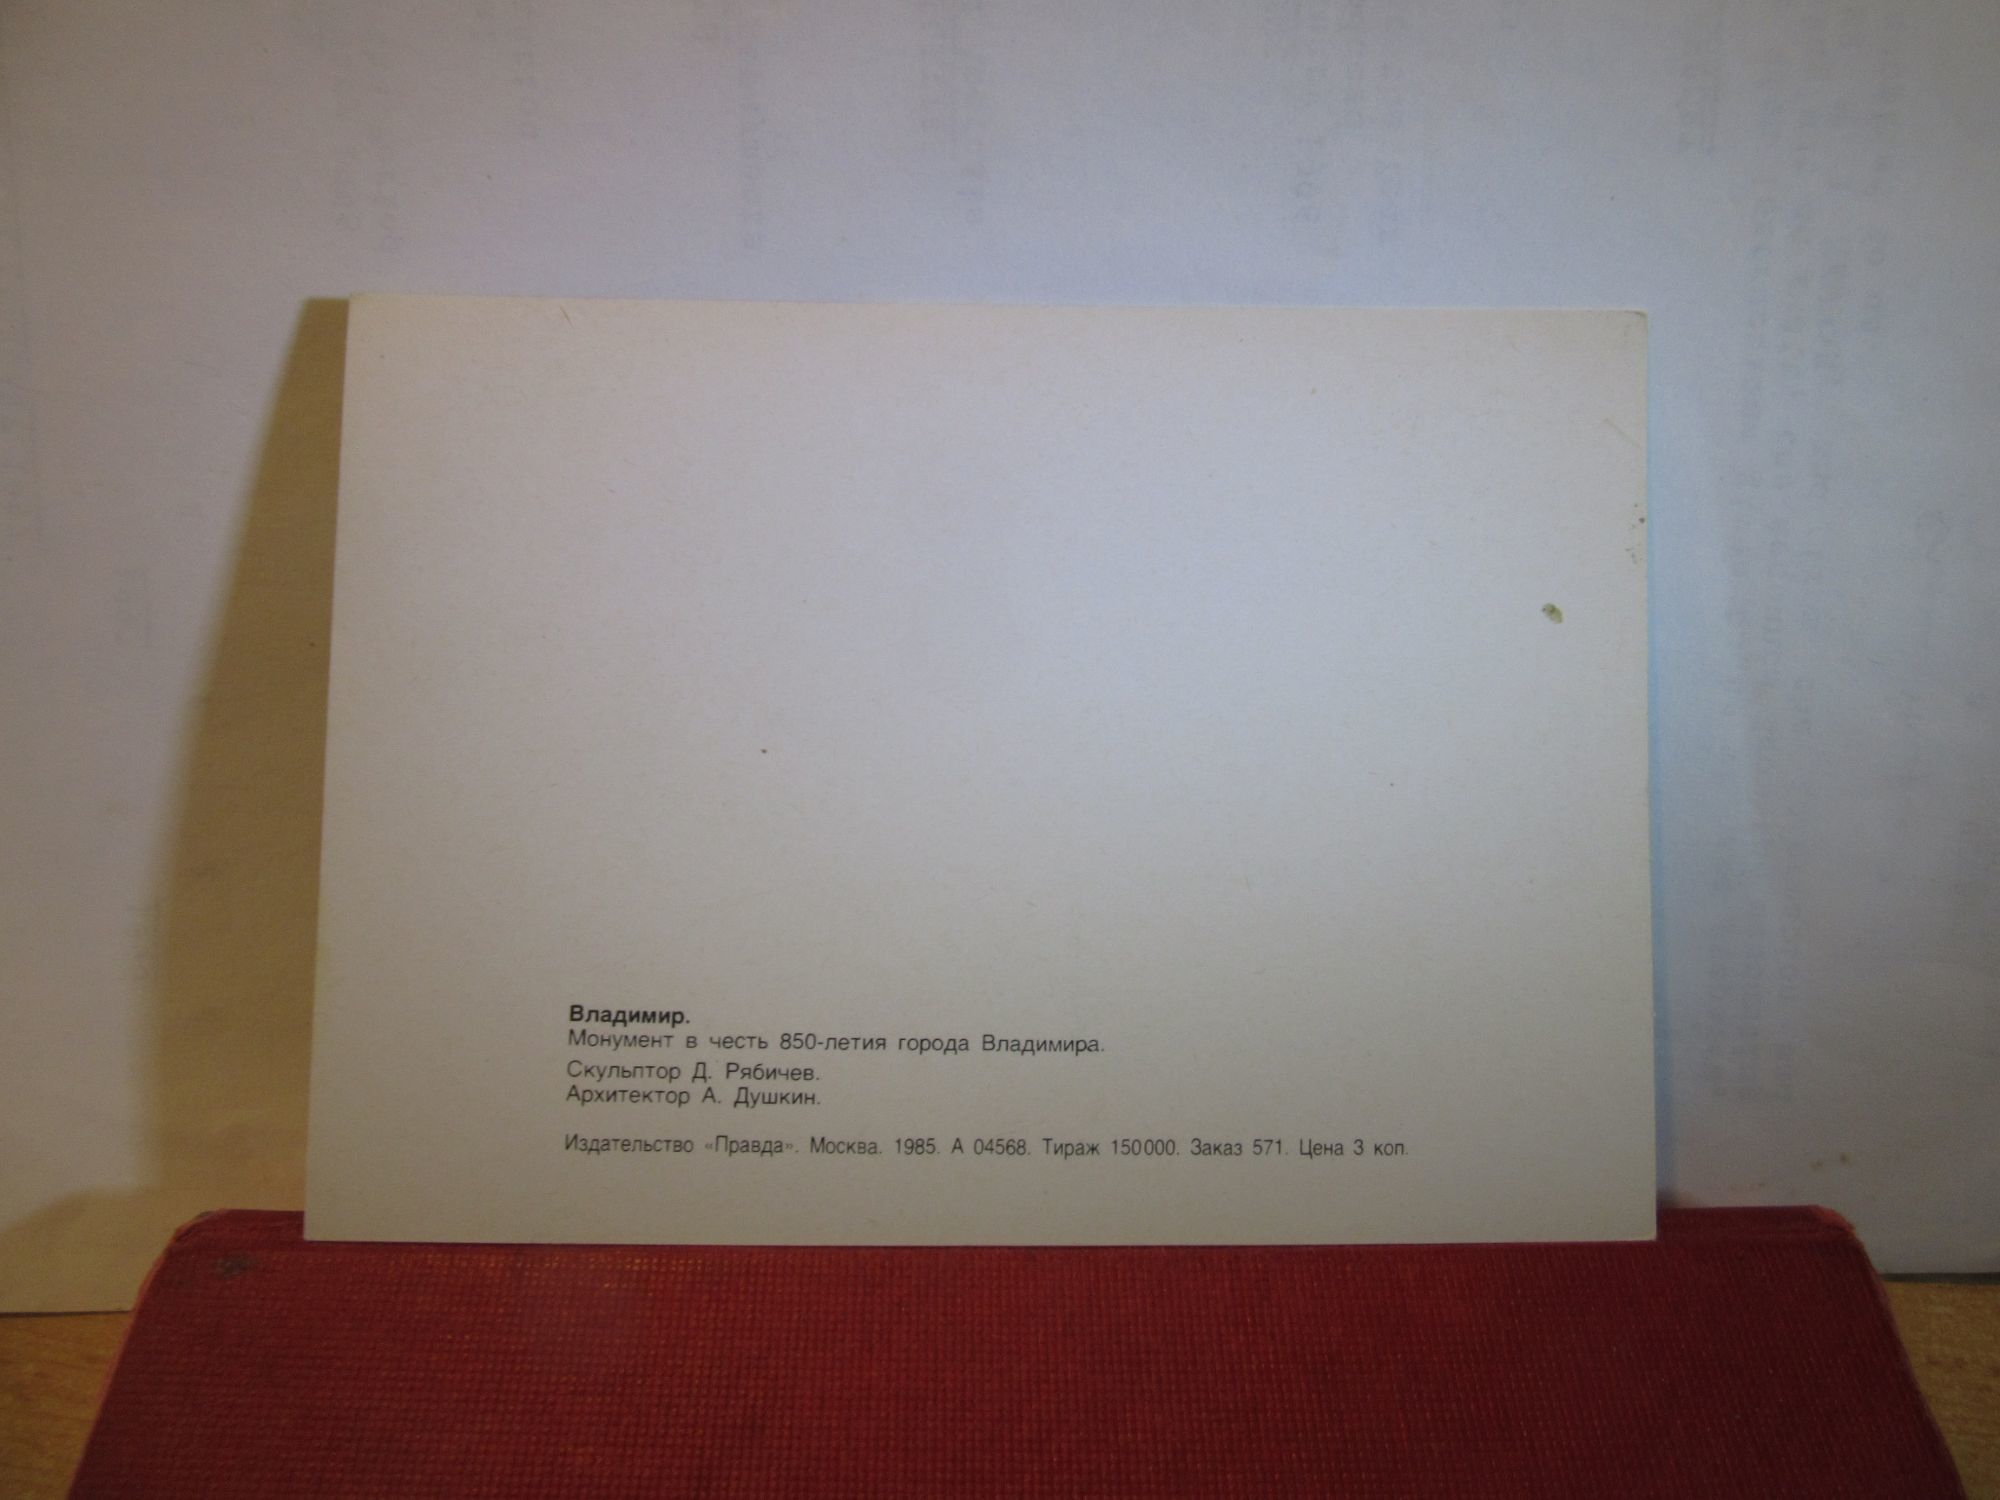 Владимир.
Монумент в честь 850-летия города Владимира.
Скульптор Д. Рябичев.
Архитектор А. Душкин.
Издательство «Правда». Москва. 1985. А 04568. Тираж 150000. Заказ 571. Цена 3 коп.